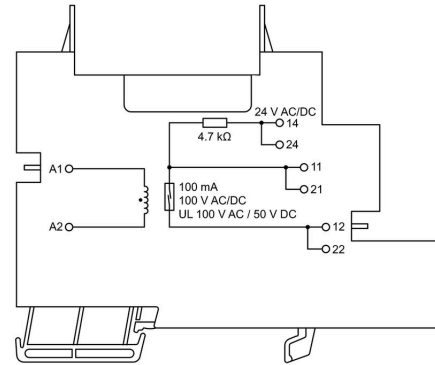 24 V AC/DC
14
4.7 kΩ
24
A1
11
100 mA
21
100 V AC/DC
UL 100 V AC / 50 V DC
A2
12
22